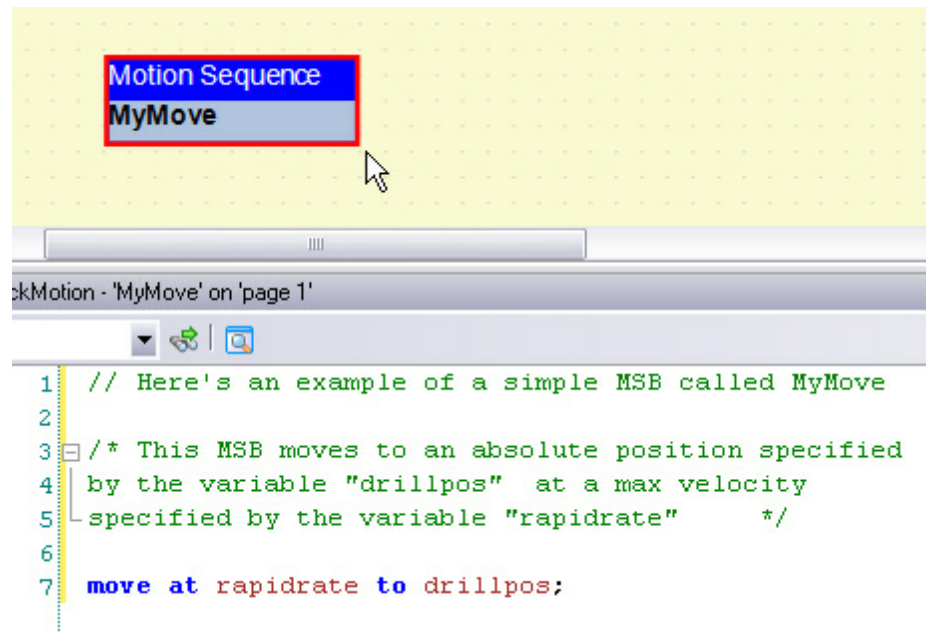 Motion Sequence
MyMove
ckMotion - 'MyMove' on 'page 1'
1 // Here's an example of a simple MSB called MyMove
2
3 /* This MSB moves to an absolute position specified
4 by the variable "drillpos"  at a max velocity
5 specified by the variable "rapidrate"     */
6
7 move at rapidrate to drillpos;